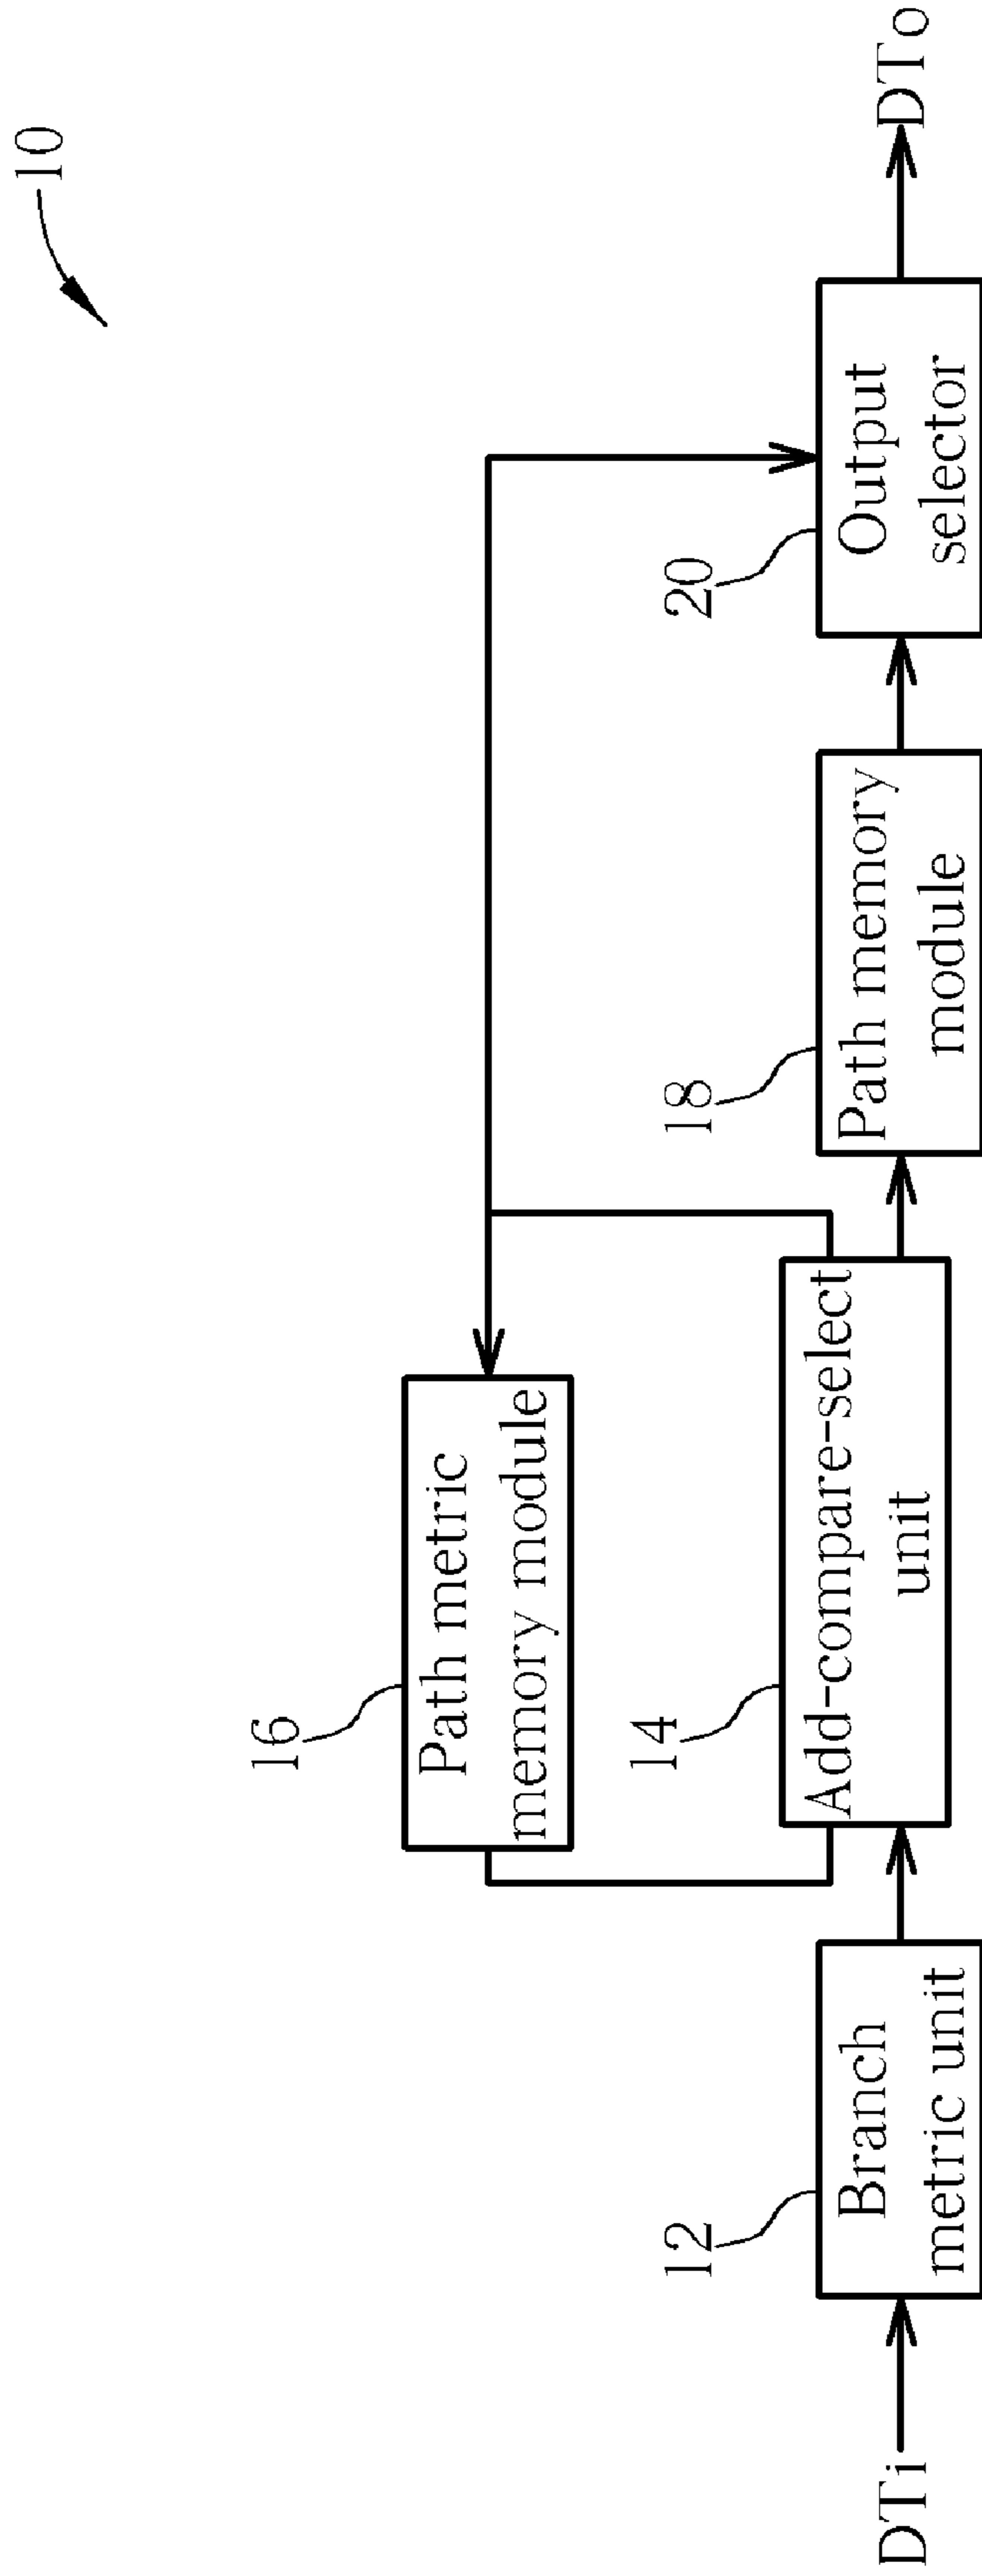 10
16
Path metric
memory module
14
Add-compare-select
unit
12
Branch
metric unit
18
Path memory
module
20
Output
selector
DTi
DTo